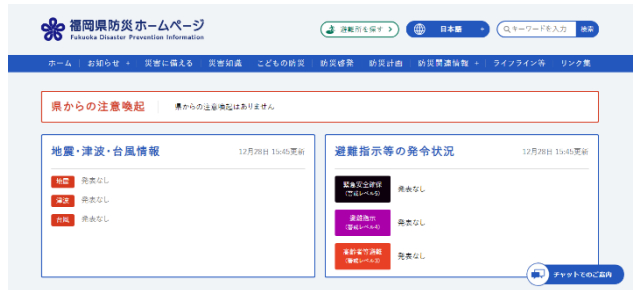 福岡県防災ホームページ
Fukuoka Disaster Prevention Information
避難所を探す
日本語
キーワードを入力
検索
ホーム お知らせ 災害に備える 災害知識 こどもの防災 防災啓発 防災計画 防災関連情報 ライフライン等 リンク集
県からの注意喚起 県からの注意喚起はありません
地震・津波・台風情報 12月28日 15:45更新
地震 発表なし
津波 発表なし
台風 発表なし
避難指示等の発令状況 12月28日 15:45更新
緊急安全確保
(警戒レベル5)
発表なし
避難指示
(警戒レベル4)
発表なし
高齢者等避難
(警戒レベル3)
発表なし
チャットでのご案内